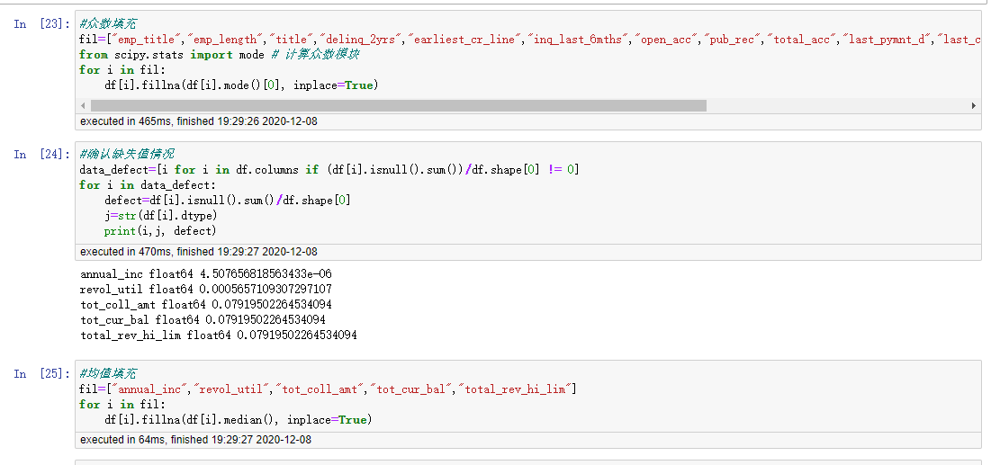 In [23]:
#众数填充
fil=["emp_title","emp_length","title","delinq_2yrs","earliest_cr_line","inq_last_6mths","open_acc","pub_rec","total_acc","last_pymnt_d","last_c
from scipy.stats import mode # 计算众数模块
for i in fil:
    df[i].fillna(df[i].mode()[0], inplace=True)
executed in 465ms, finished 19:29:26 2020-12-08
In [24]:
#确认缺失值情况
data_defect=[i for i in df.columns if (df[i].isnull().sum())/df.shape[0] != 0]
for i in data_defect:
    defect=df[i].isnull().sum()/df.shape[0]
    j=str(df[i].dtype)
    print(i,j, defect)
executed in 470ms, finished 19:29:27 2020-12-08
annual_inc float64 4.507656818563433e-06
revol_util float64 0.0005657109307297107
tot_coll_amt float64 0.07919502264534094
tot_cur_bal float64 0.07919502264534094
total_rev_hi_lim float64 0.07919502264534094
In [25]:
#均值填充
fil=["annual_inc","revol_util","tot_coll_amt","tot_cur_bal","total_rev_hi_lim"]
for i in fil:
    df[i].fillna(df[i].median(), inplace=True)
executed in 64ms, finished 19:29:27 2020-12-08